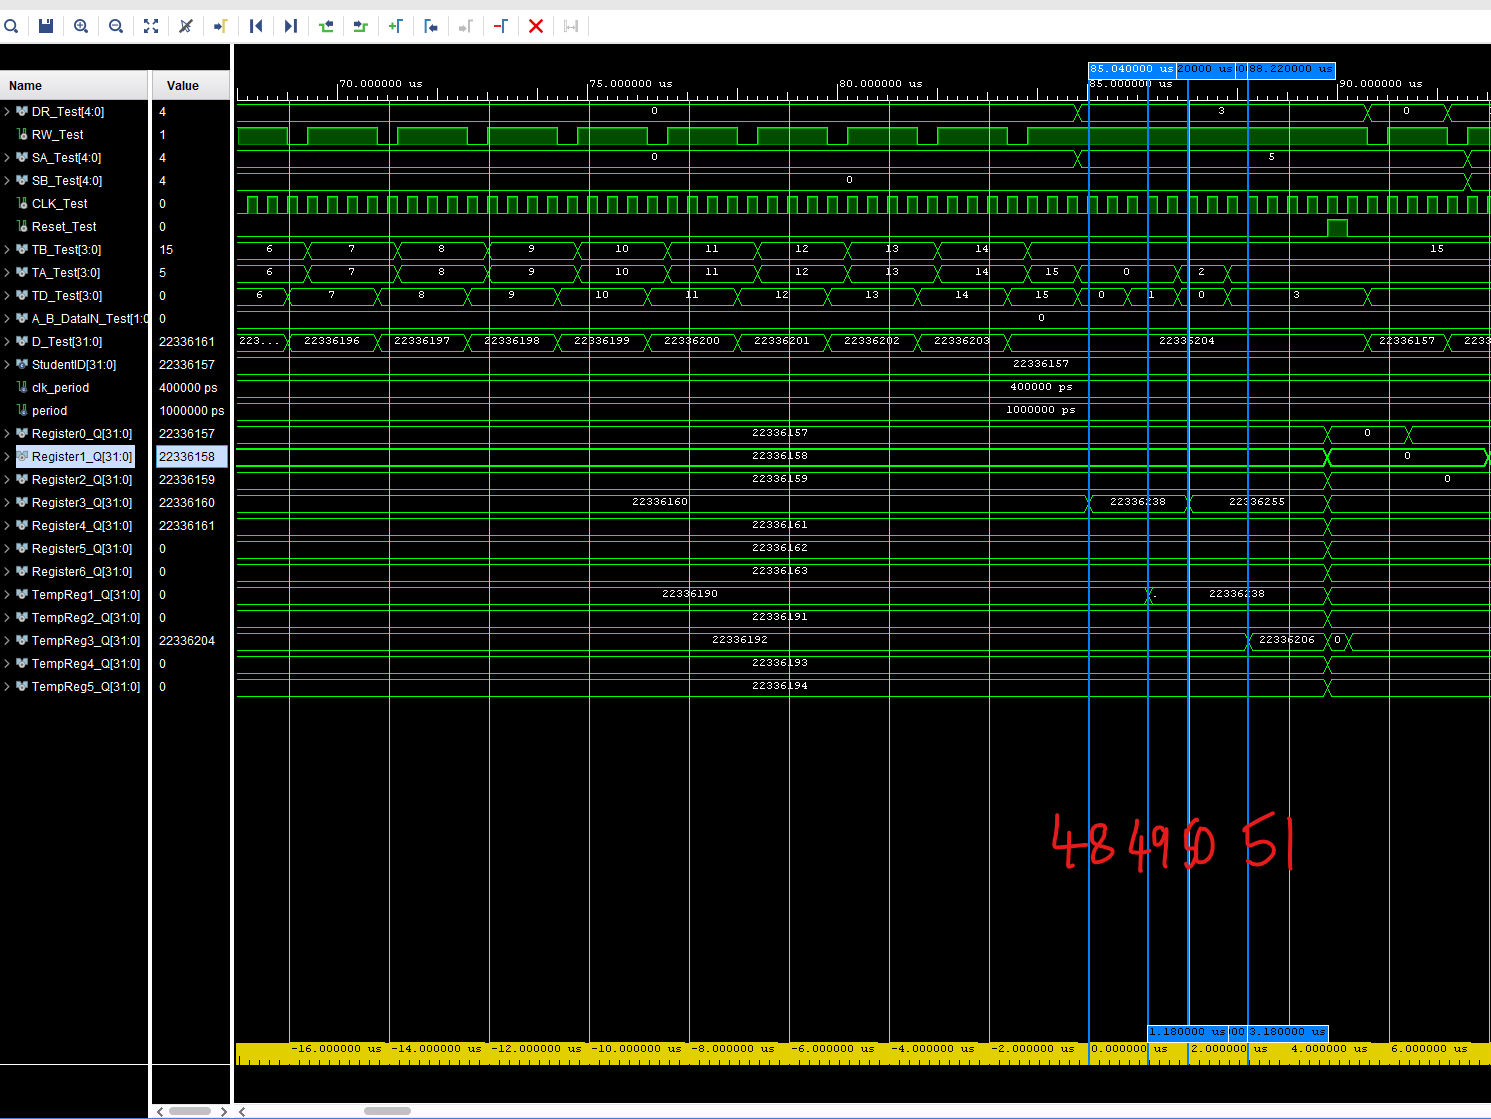 85.040000 us 20000 us 0 88.220000 us
Name Value 70.000000 us 75.000000 us 80.000000 us 85.000000 us 90.000000 us
DR_Test[4:0] 4 0 3 0
RW_Test 1
SA_Test[4:0] 4 0 5
SB_Test[4:0] 4 0
CLK_Test 0
Reset_Test 0
TB_Test[3:0] 15 6 7 8 9 10 11 12 13 14 15
TA_Test[3:0] 5 6 7 8 9 10 11 12 13 14 15 0 2
TD_Test[3:0] 0 6 7 8 9 10 11 12 13 14 15 0 1 0 3
A_B_DataIN_Test[1:0 0 0
D_Test[31:0] 22336161 223... 22336196 22336197 22336198 22336199 22336200 22336201 22336202 22336203 22336204 22336157 2233
StudentID[31:0] 22336157 22336157
clk_period 400000 ps 400000 ps
period 1000000 ps 1000000 ps
Register0_Q[31:0] 22336157 22336157 0
Register1_Q[31:0] 22336158 22336158 0
Register2_Q[31:0] 22336159 22336159 0
Register3_Q[31:0] 22336160 22336160 22336238 22336255
Register4_Q[31:0] 22336161 22336161
Register5_Q[31:0] 0 22336162
Register6_Q[31:0] 0 22336163
TempReg1_Q[31:0] 0 22336190 . 22336238
TempReg2_Q[31:0] 0 22336191
TempReg3_Q[31:0] 22336204 22336192 22336206 0
TempReg4_Q[31:0] 0 22336193
TempReg5_Q[31:0] 0 22336194
48 49 50 51
1.180000 us 00 3.180000 us
-16.000000 us -14.000000 us -12.000000 us -10.000000 us -8.000000 us -6.000000 us -4.000000 us -2.000000 us 0.000000 us 2.000000 us 4.000000 us 6.000000 us